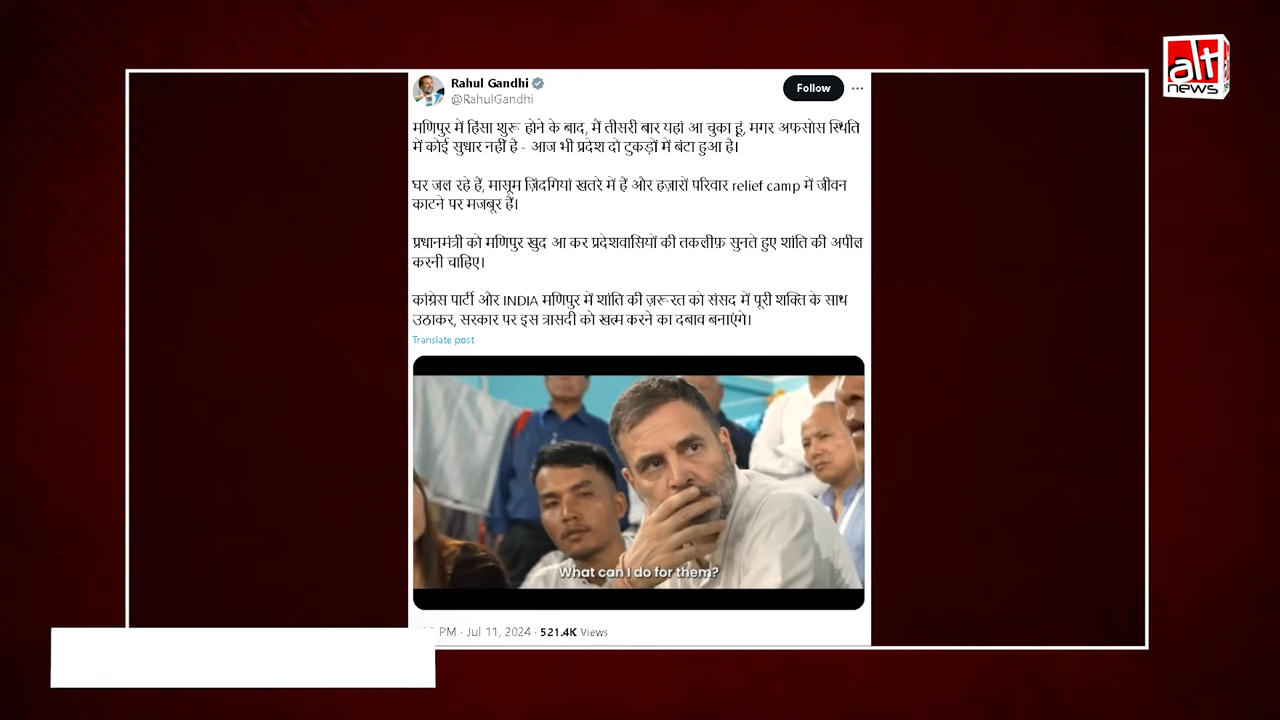 alt
news
Rahul Gandhi
@RahulGandhi
Follow
मणिपुर में हिंसा शुरू होने के बाद, मैं तीसरी बार यहां आ चुका हूं, मगर अफसोस स्थिति
में कोई सुधार नहीं है - आज भी प्रदेश दो टुकड़ों में बंटा हुआ है।
घर जल रहे हैं, मासूम ज़िंदगियां खतरे में हैं और हज़ारों परिवार relief camp में जीवन
काटने पर मजबूर हैं।
प्रधानमंत्री को मणिपुर खुद आ कर प्रदेशवासियों की तकलीफ़ सुनते हुए शांति की अपील
करनी चाहिए।
कांग्रेस पार्टी और INDIA मणिपुर में शांति की ज़रूरत को संसद में पूरी शक्ति के साथ
उठाकर, सरकार पर इस त्रासदी को खत्म करने का दबाव बनाएंगे।
Translate post
What can I do for them?
PM · Jul 11, 2024 · 521.4K Views